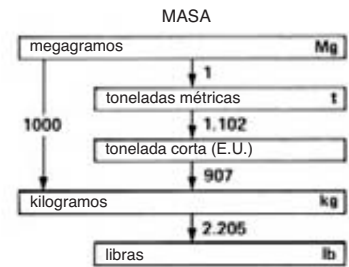 MASA
megagramos Mg
1
toneladas métricas t
1000
1.102
tonelada corta (E.U.)
907
kilogramos kg
2.205
libras lb